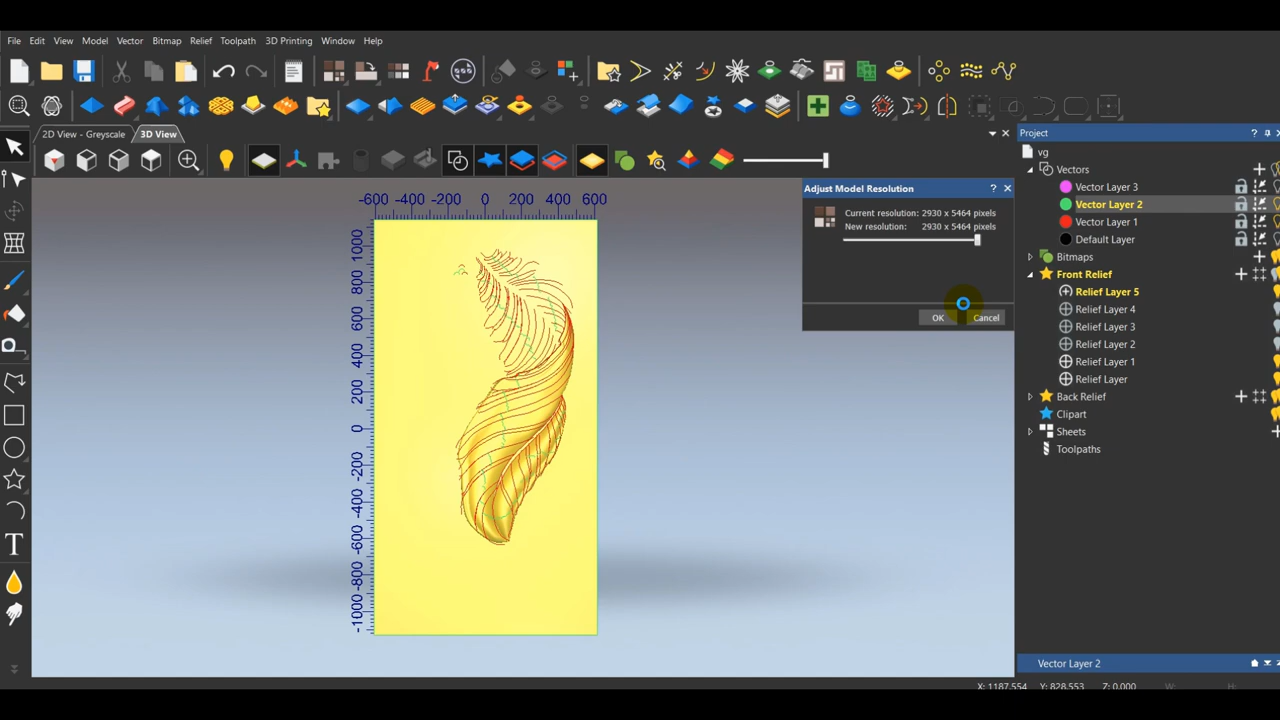 File Edit View Model Vector Bitmap Relief Toolpath 3D Printing Window Help
2D View - Greyscale 3D View
Project
vg
Vectors
Vector Layer 3
Vector Layer 2
Vector Layer 1
Default Layer
Bitmaps
Front Relief
Relief Layer 5
Relief Layer 4
Relief Layer 3
Relief Layer 2
Relief Layer 1
Relief Layer
Back Relief
Clipart
Sheets
Toolpaths
Adjust Model Resolution
Current resolution: 2930 x 5464 pixels
New resolution: 2930 x 5464 pixels
OK Cancel
-600 -400 -200 0 200 400 600
1000
800
600
400
200
0
-200
-400
-600
-800
-1000
Vector Layer 2
X: 1187.554 Y: 828.553 Z: 0.000 W: H: